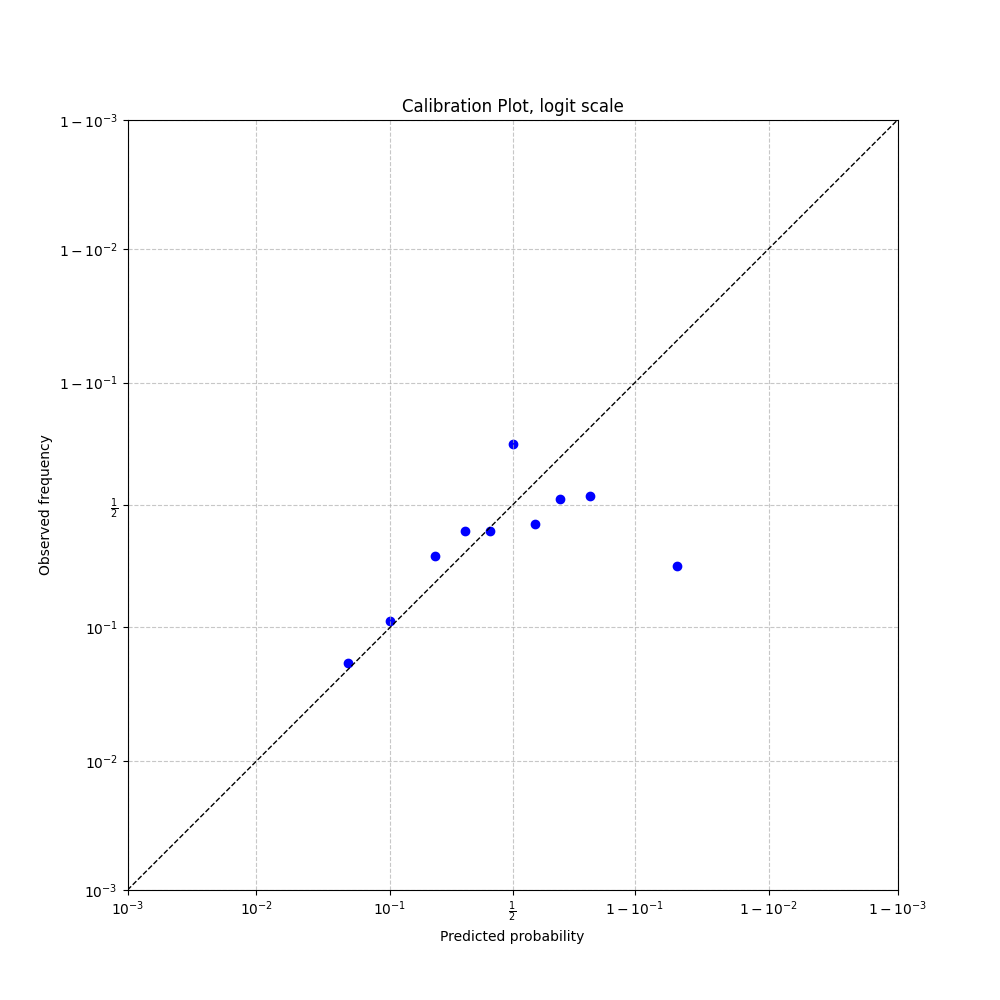 Calibration Plot, logit scale
1 − 10⁻³
1 − 10⁻²
1 − 10⁻¹
½
10⁻¹
10⁻²
10⁻³
Observed frequency
10⁻³ 10⁻² 10⁻¹ ½ 1 − 10⁻¹ 1 − 10⁻² 1 − 10⁻³
Predicted probability